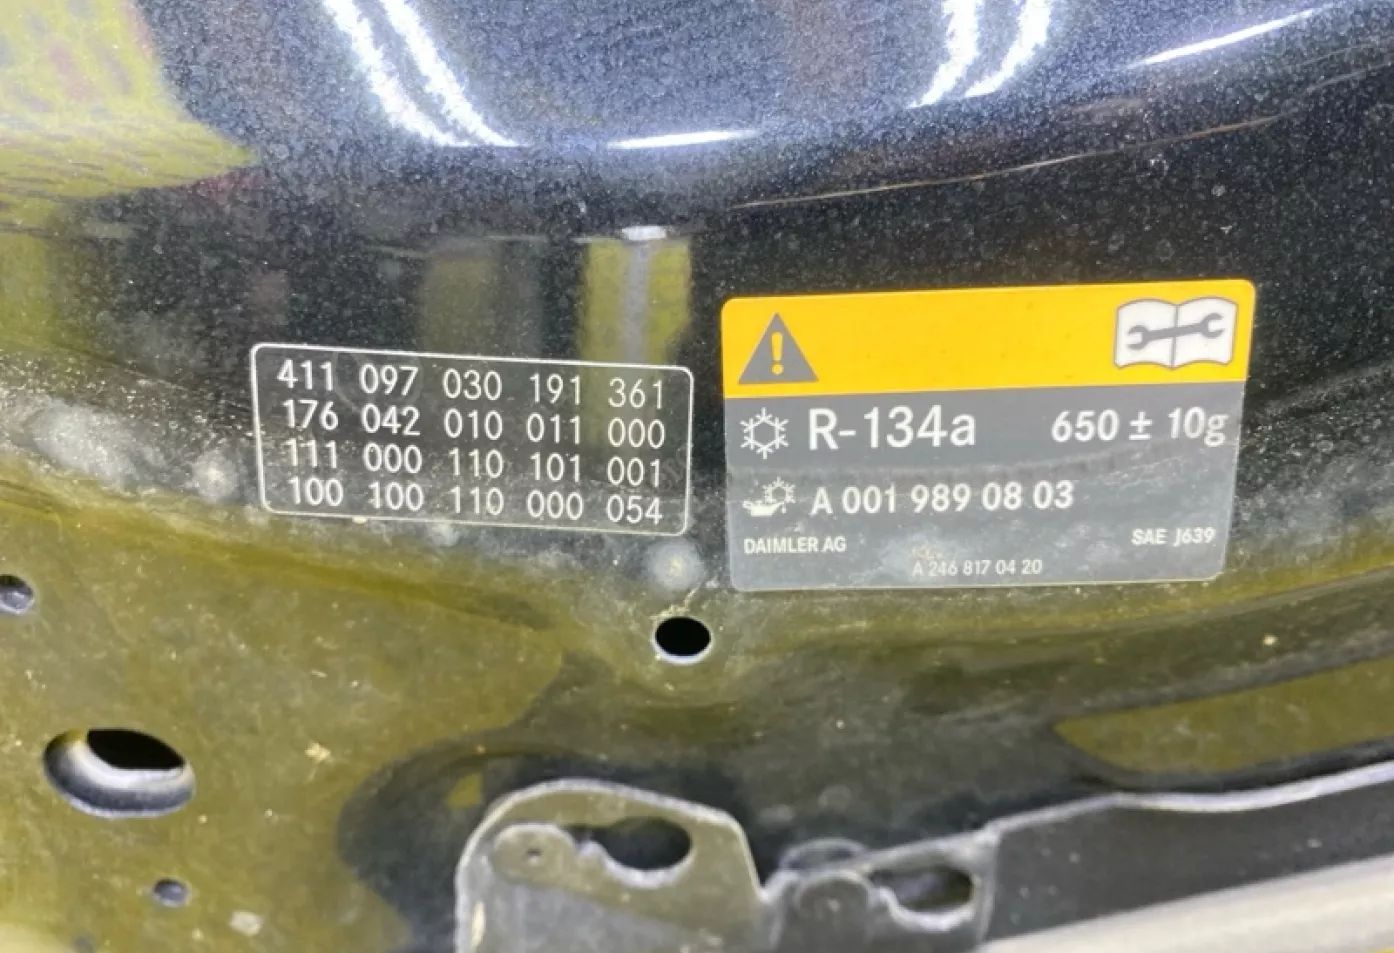 411 097 030 191 361
176 042 010 011 000
111 000 110 101 001
100 100 110 000 054
R-134a 650 ± 10g
A 001 989 08 03
DAIMLER AG SAE J639
A 246 817 04 20